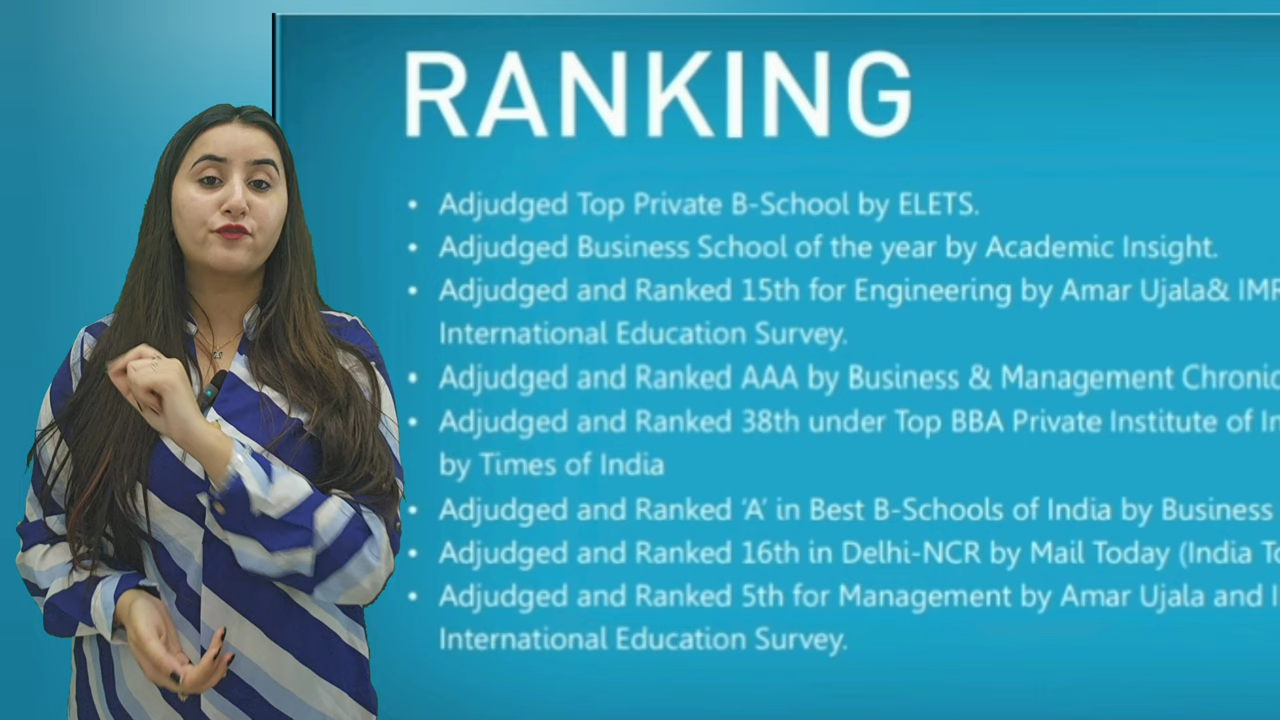 RANKING
• Adjudged Top Private B-School by ELETS.
• Adjudged Business School of the year by Academic Insight.
• Adjudged and Ranked 15th for Engineering by Amar Ujala&
International Education Survey.
• Adjudged and Ranked AAA by Business & Management
• Adjudged and Ranked 38th under Top BBA Private Institute of
by Times of India
• Adjudged and Ranked ‘A’ in Best B-Schools of India by Business
• Adjudged and Ranked 16th in Delhi-NCR by Mail Today (India
• Adjudged and Ranked 5th for Management by Amar Ujala and
International Education Survey.